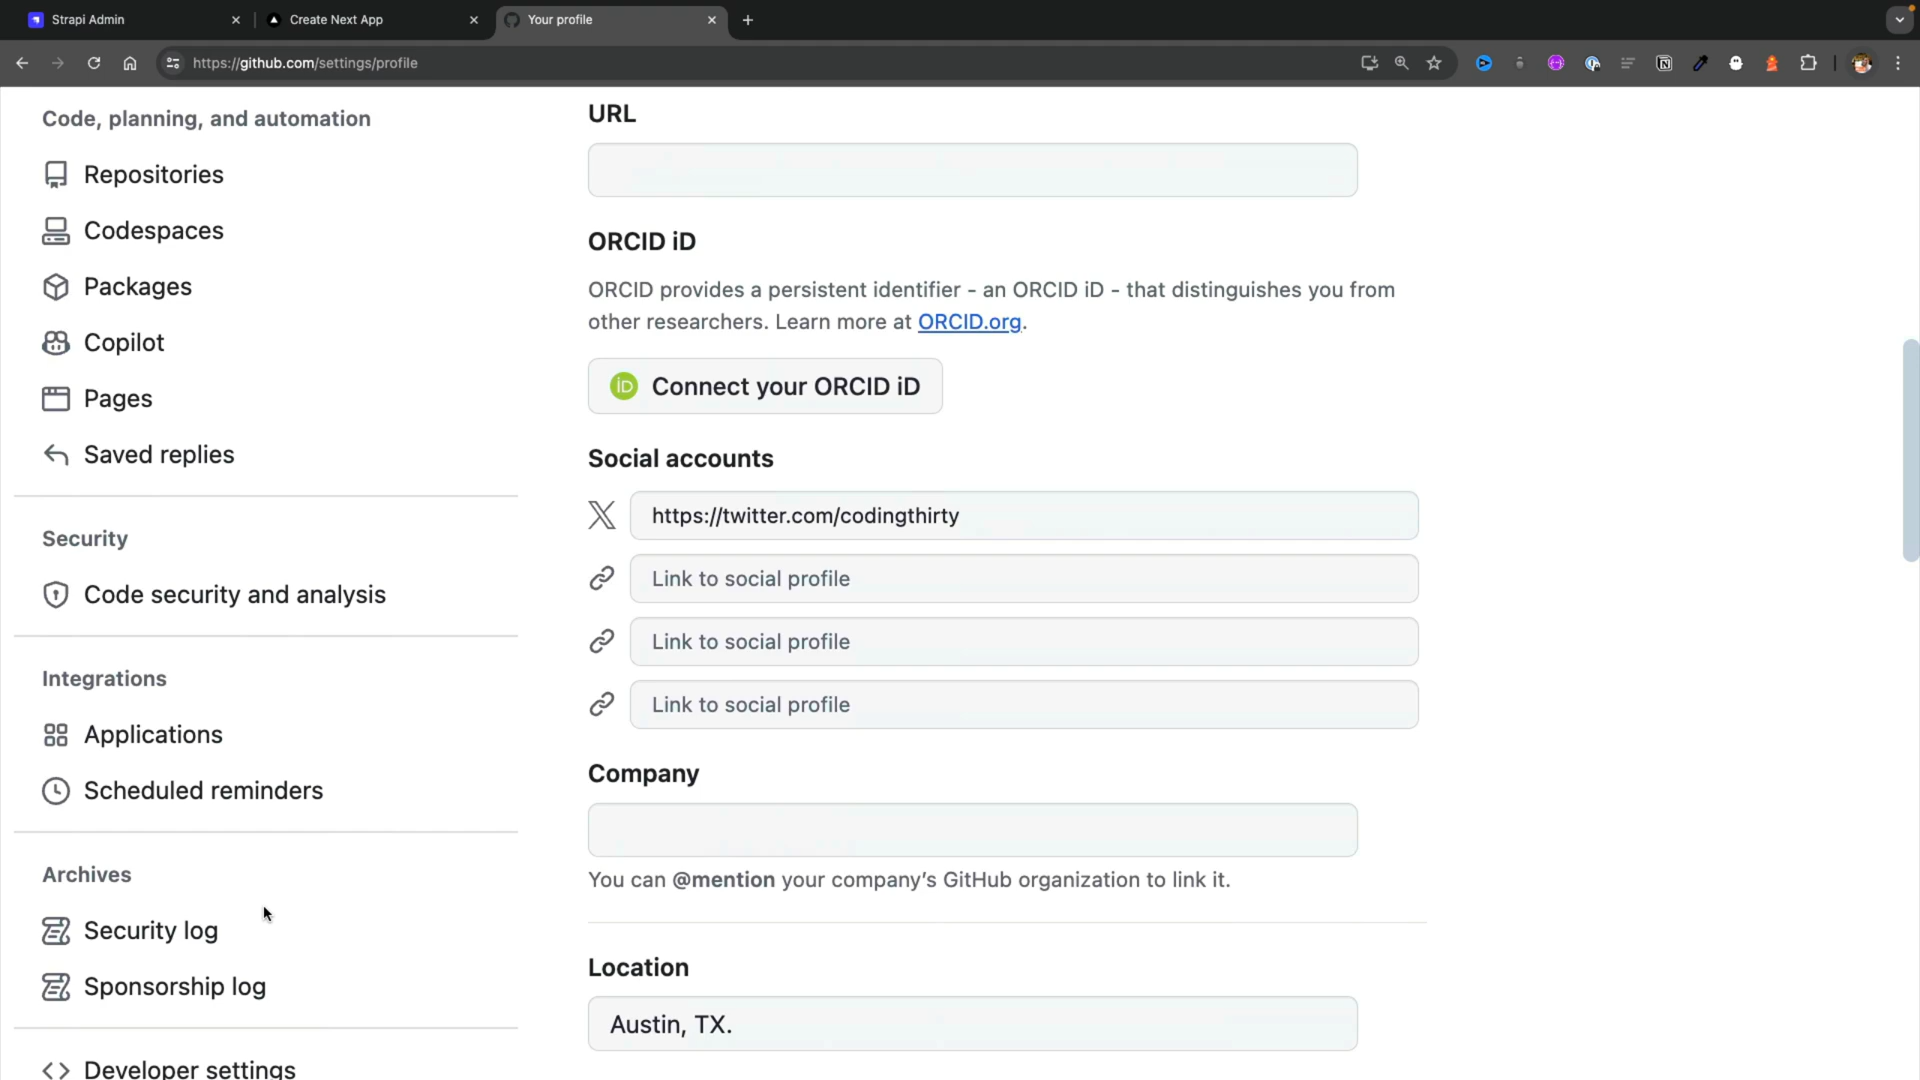 Strapi Admin
Create Next App
Your profile
https://github.com/settings/profile
Code, planning, and automation
Repositories
Codespaces
Packages
Copilot
Pages
Saved replies
Security
Code security and analysis
Integrations
Applications
Scheduled reminders
Archives
Security log
Sponsorship log
Developer settings
URL
ORCID iD
ORCID provides a persistent identifier - an ORCID iD - that distinguishes you from
other researchers. Learn more at ORCID.org.
iD Connect your ORCID iD
Social accounts
https://twitter.com/codingthirty
Link to social profile
Link to social profile
Link to social profile
Company
You can @mention your company’s GitHub organization to link it.
Location
Austin, TX.